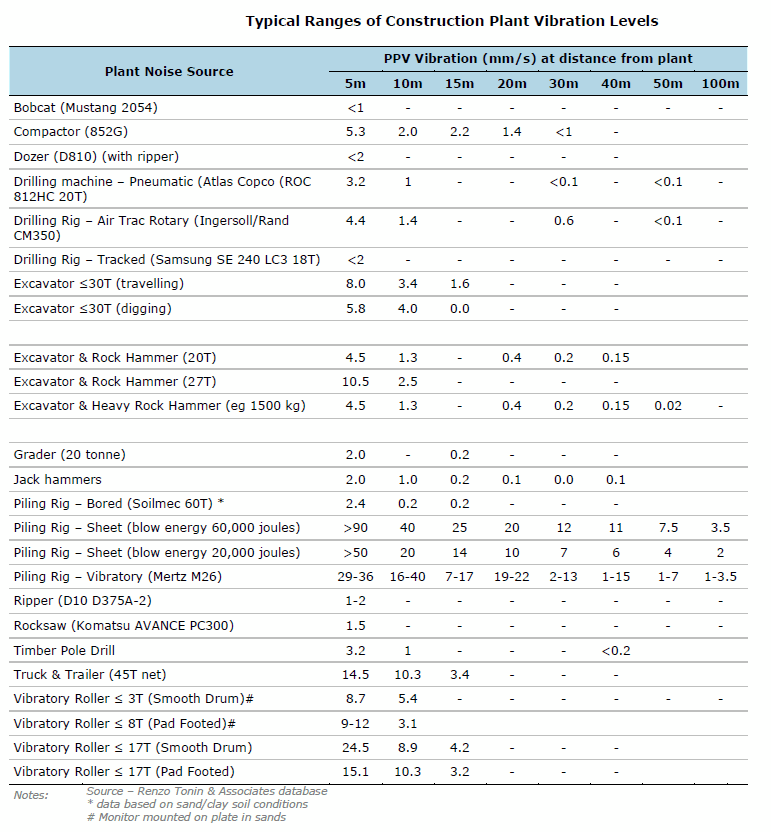 Typical Ranges of Construction Plant Vibration Levels
Plant Noise Source PPV Vibration (mm/s) at distance from plant
5m 10m 15m 20m 30m 40m 50m 100m
Bobcat (Mustang 2054) <1 - - - - - - -
Compactor (852G) 5.3 2.0 2.2 1.4 <1 -
Dozer (D810) (with ripper) <2 - - - - -
Drilling machine – Pneumatic (Atlas Copco (ROC 3.2 1 - - <0.1 - <0.1 -
812HC 20T)
Drilling Rig – Air Trac Rotary (Ingersoll/Rand 4.4 1.4 - - 0.6 - <0.1 -
CM350)
Drilling Rig – Tracked (Samsung SE 240 LC3 18T) <2 - - - - - - -
Excavator ≤30T (travelling) 8.0 3.4 1.6 - - -
Excavator ≤30T (digging) 5.8 4.0 0.0 - - -
Excavator & Rock Hammer (20T) 4.5 1.3 - 0.4 0.2 0.15
Excavator & Rock Hammer (27T) 10.5 2.5 - - - -
Excavator & Heavy Rock Hammer (eg 1500 kg) 4.5 1.3 - 0.4 0.2 0.15 0.02 -
Grader (20 tonne) 2.0 - 0.2 - - -
Jack hammers 2.0 1.0 0.2 0.1 0.0 0.1
Piling Rig – Bored (Soilmec 60T) * 2.4 0.2 0.2 - - -
Piling Rig – Sheet (blow energy 60,000 joules) >90 40 25 20 12 11 7.5 3.5
Piling Rig – Sheet (blow energy 20,000 joules) >50 20 14 10 7 6 4 2
Piling Rig – Vibratory (Mertz M26) 29-36 16-40 7-17 19-22 2-13 1-15 1-7 1-3.5
Ripper (D10 D375A-2) 1-2 - - - - - - -
Rocksaw (Komatsu AVANCE PC300) 1.5 - - - - - - -
Timber Pole Drill 3.2 1 - - - <0.2
Truck & Trailer (45T net) 14.5 10.3 3.4 - - -
Vibratory Roller ≤ 3T (Smooth Drum)# 8.7 5.4 - - - - - -
Vibratory Roller ≤ 8T (Pad Footed)# 9-12 3.1
Vibratory Roller ≤ 17T (Smooth Drum) 24.5 8.9 4.2 - - -
Vibratory Roller ≤ 17T (Pad Footed) 15.1 10.3 3.2 - - -
Notes: Source – Renzo Tonin & Associates database
* data based on sand/clay soil conditions
# Monitor mounted on plate in sands